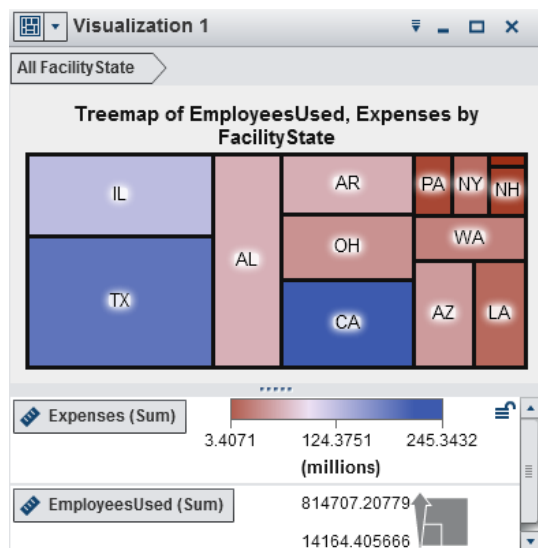 Visualization 1
All FacilityState
Treemap of EmployeesUsed, Expenses by
FacilityState
IL
TX
AL
AR
OH
CA
PA
NY
NH
WA
AZ
LA
Expenses (Sum)
3.4071
124.3751
245.3432
(millions)
EmployeesUsed (Sum)
814707.20779
14164.405666